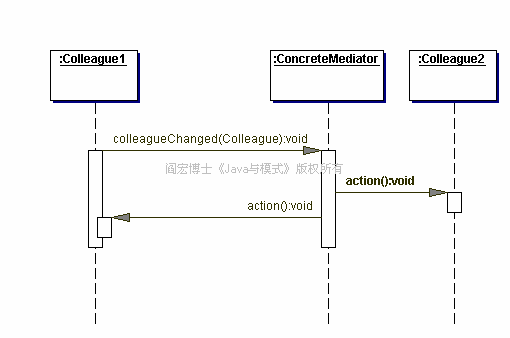 :Colleague1
:ConcreteMediator
:Colleague2
colleagueChanged(Colleague):void
阎宏博士《Java与模式》版权所有
action():void
action():void